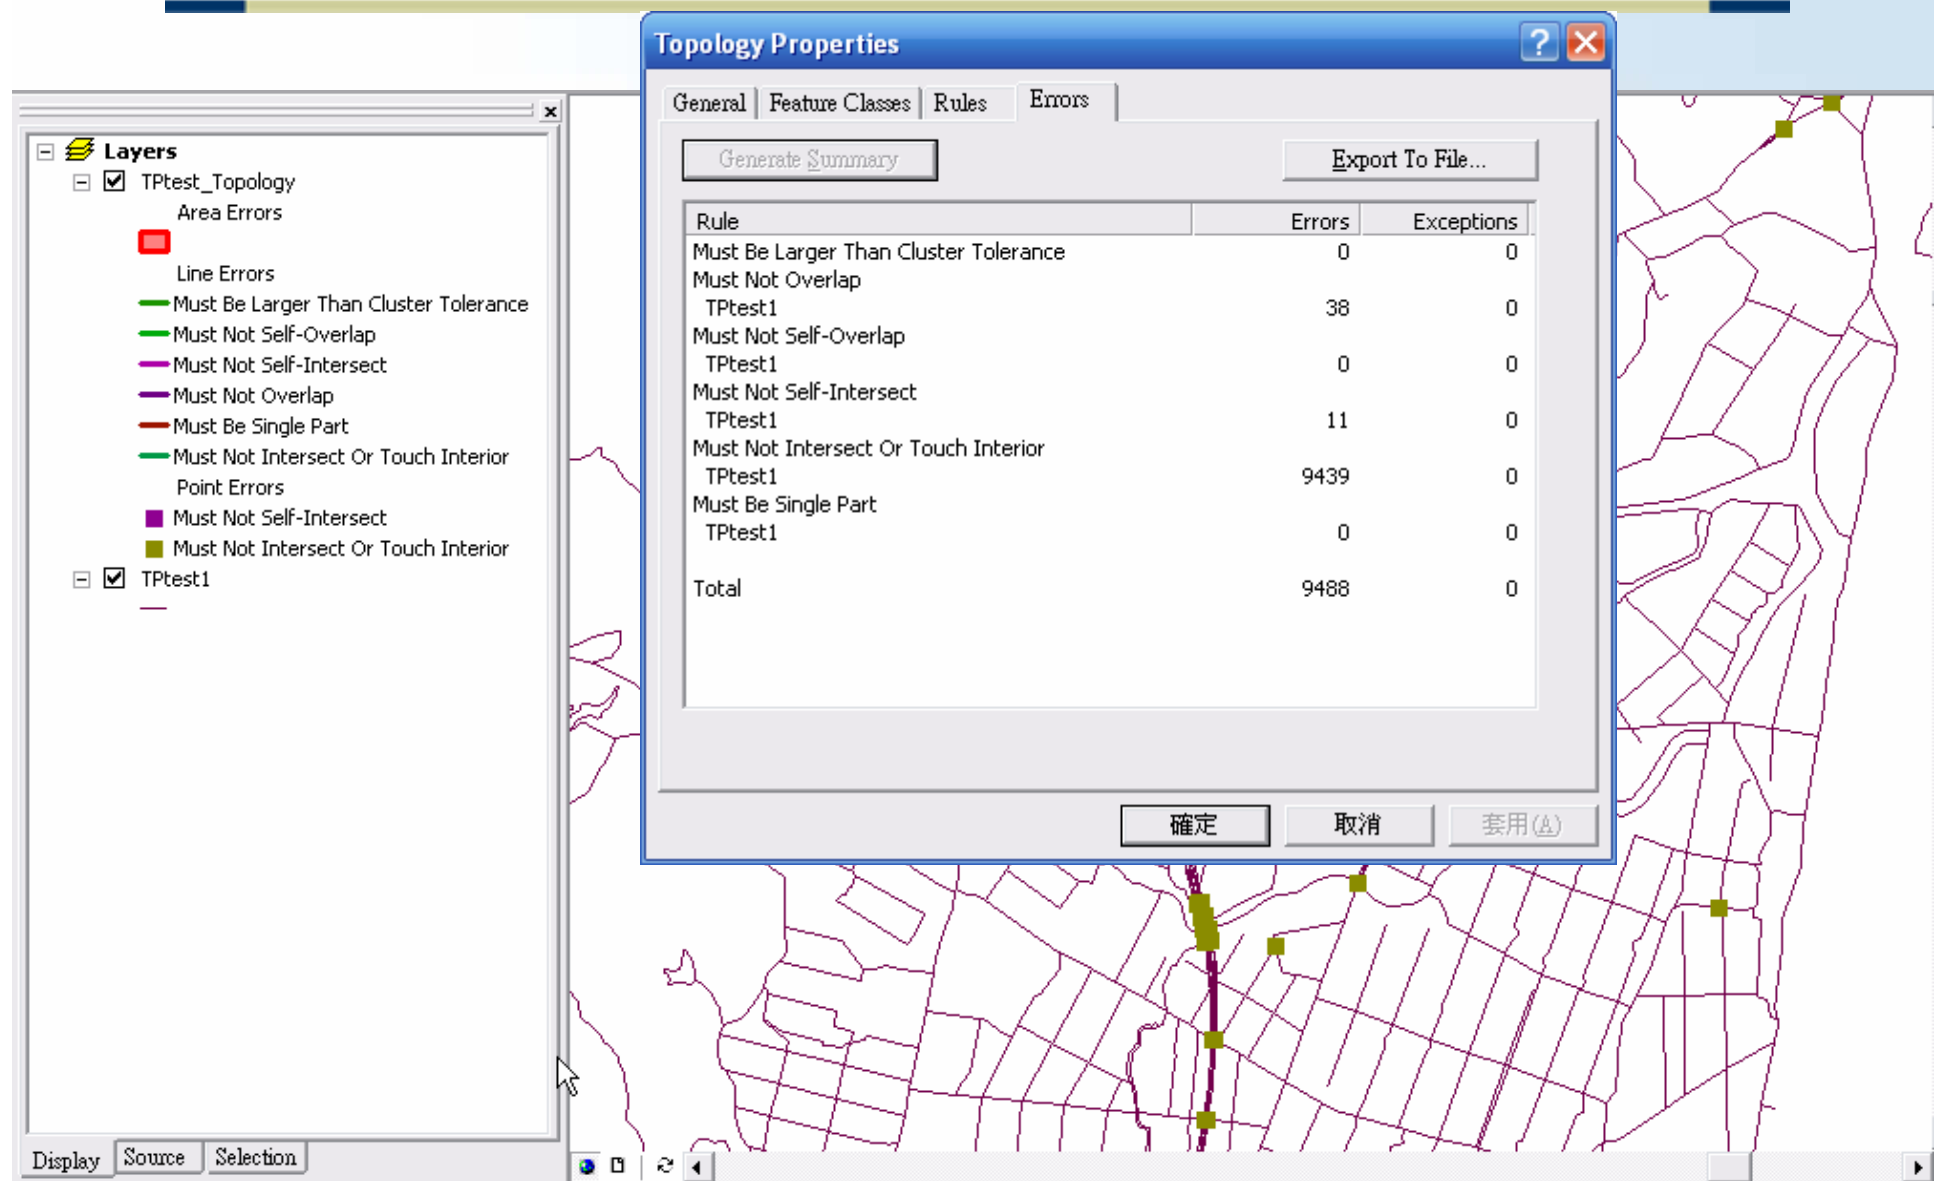 Topology Properties
General
Feature Classes
Rules
Errors
Generate Summary
Export To File...
Rule Errors Exceptions
Must Be Larger Than Cluster Tolerance 0 0
Must Not Overlap
TPtest1 38 0
Must Not Self-Overlap
TPtest1 0 0
Must Not Self-Intersect
TPtest1 11 0
Must Not Intersect Or Touch Interior
TPtest1 9439 0
Must Be Single Part
TPtest1 0 0
Total 9488 0
確定
取消
套用(A)
Layers
TPtest_Topology
Area Errors
Line Errors
Must Be Larger Than Cluster Tolerance
Must Not Self-Overlap
Must Not Self-Intersect
Must Not Overlap
Must Be Single Part
Must Not Intersect Or Touch Interior
Point Errors
Must Not Self-Intersect
Must Not Intersect Or Touch Interior
TPtest1
Display
Source
Selection